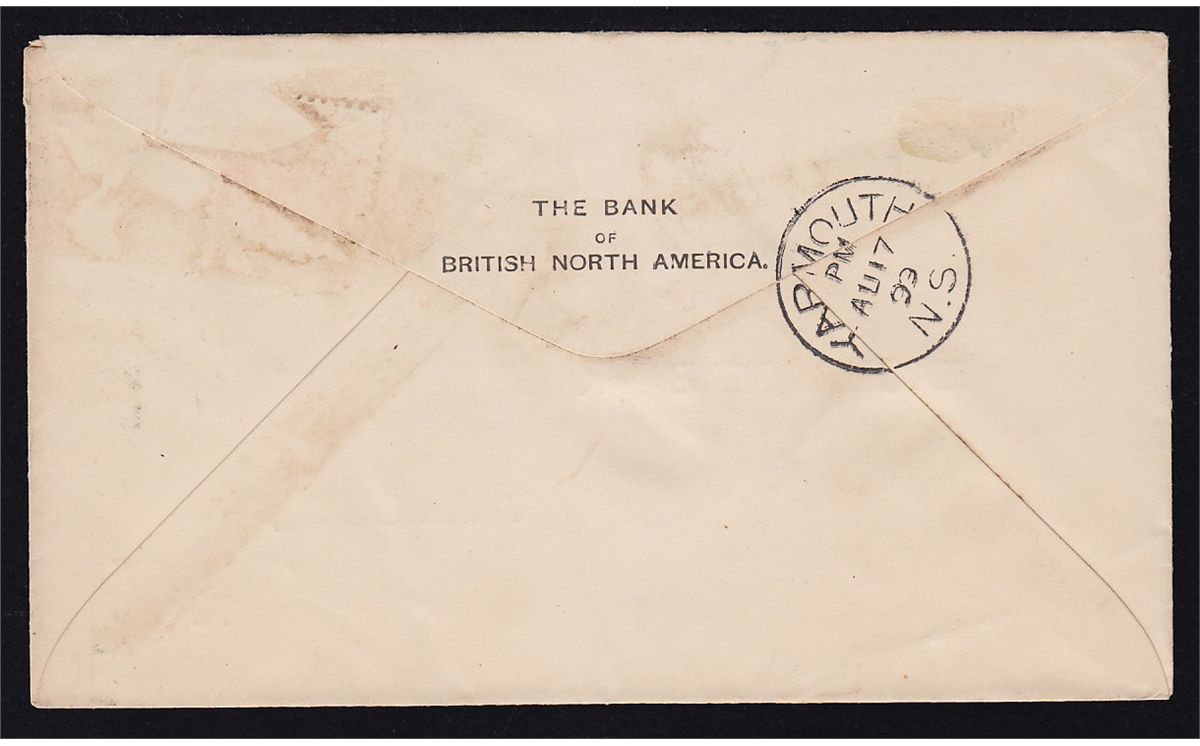 THE BANK
OF
BRITISH NORTH AMERICA.
YARMOUTH
PM
AU 17
99
N.S.